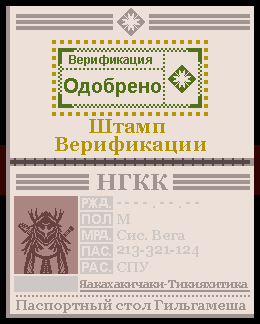 Верификация
Одобрено
Штамп
Верификации
НГКК
РЖД. - - - - . - - . - -
ПОЛ М
МРД. Сис. Вега
ПАС. 213-321-124
РАС. СПУ
Яакахакичаки-Тикияхитика
Паспортный стол Гильгамеша